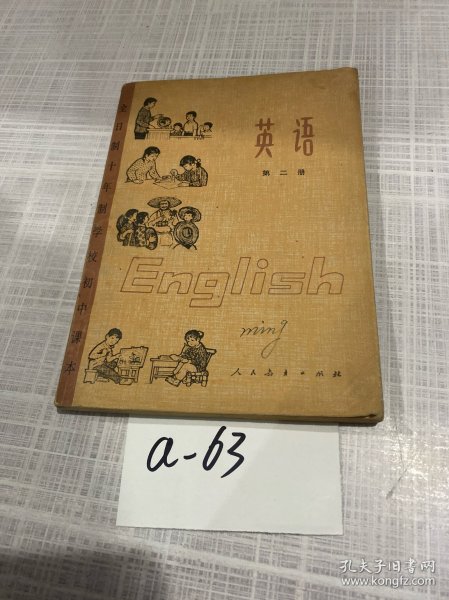 全日制十年制学校初中课本
英语
第二册
English
ming
人民教育出版社
a-63
孔夫子旧书网
www.kongfz.com